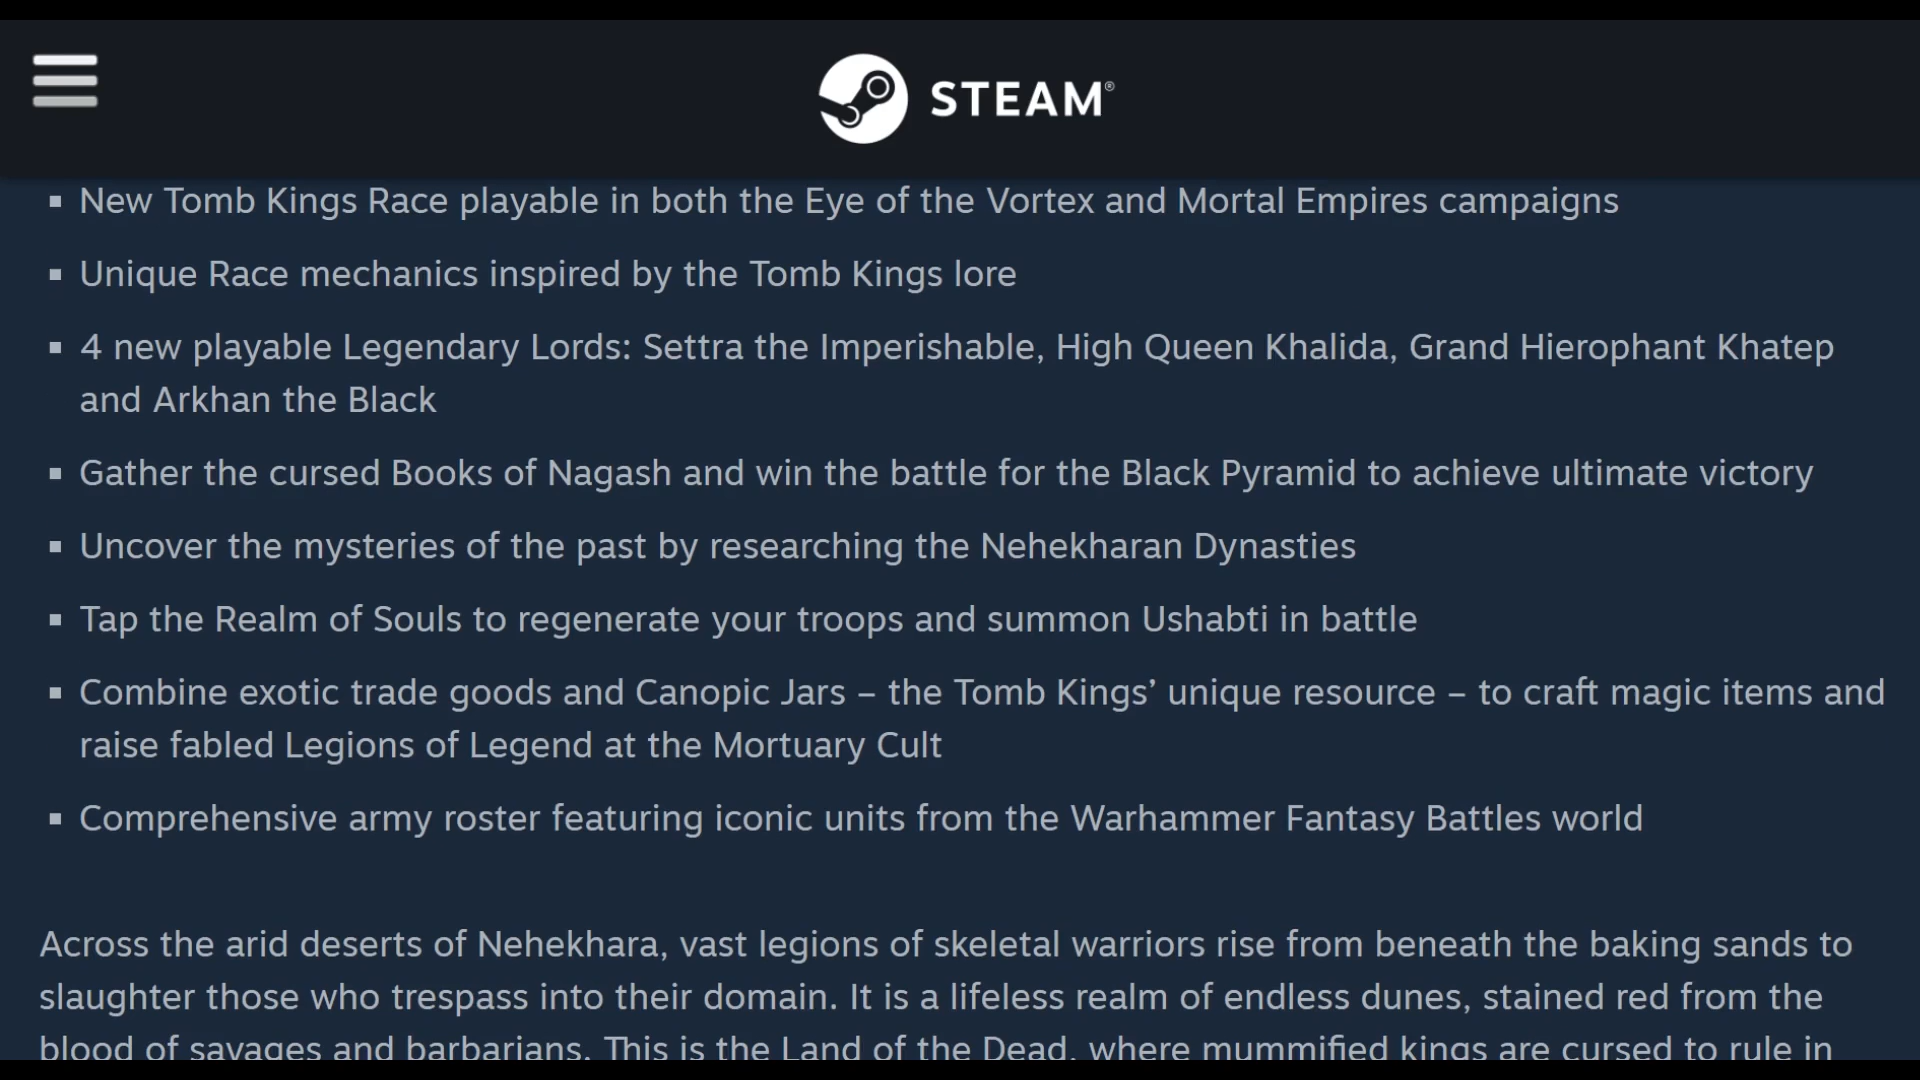 STEAM®
▪ New Tomb Kings Race playable in both the Eye of the Vortex and Mortal Empires campaigns
▪ Unique Race mechanics inspired by the Tomb Kings lore
▪ 4 new playable Legendary Lords: Settra the Imperishable, High Queen Khalida, Grand Hierophant Khatep
and Arkhan the Black
▪ Gather the cursed Books of Nagash and win the battle for the Black Pyramid to achieve ultimate victory
▪ Uncover the mysteries of the past by researching the Nehekharan Dynasties
▪ Tap the Realm of Souls to regenerate your troops and summon Ushabti in battle
▪ Combine exotic trade goods and Canopic Jars – the Tomb Kings’ unique resource – to craft magic items and
raise fabled Legions of Legend at the Mortuary Cult
▪ Comprehensive army roster featuring iconic units from the Warhammer Fantasy Battles world
Across the arid deserts of Nehekhara, vast legions of skeletal warriors rise from beneath the baking sands to
slaughter those who trespass into their domain. It is a lifeless realm of endless dunes, stained red from the
blood of savages and barbarians. This is the Land of the Dead, where mummified kings are cursed to rule in